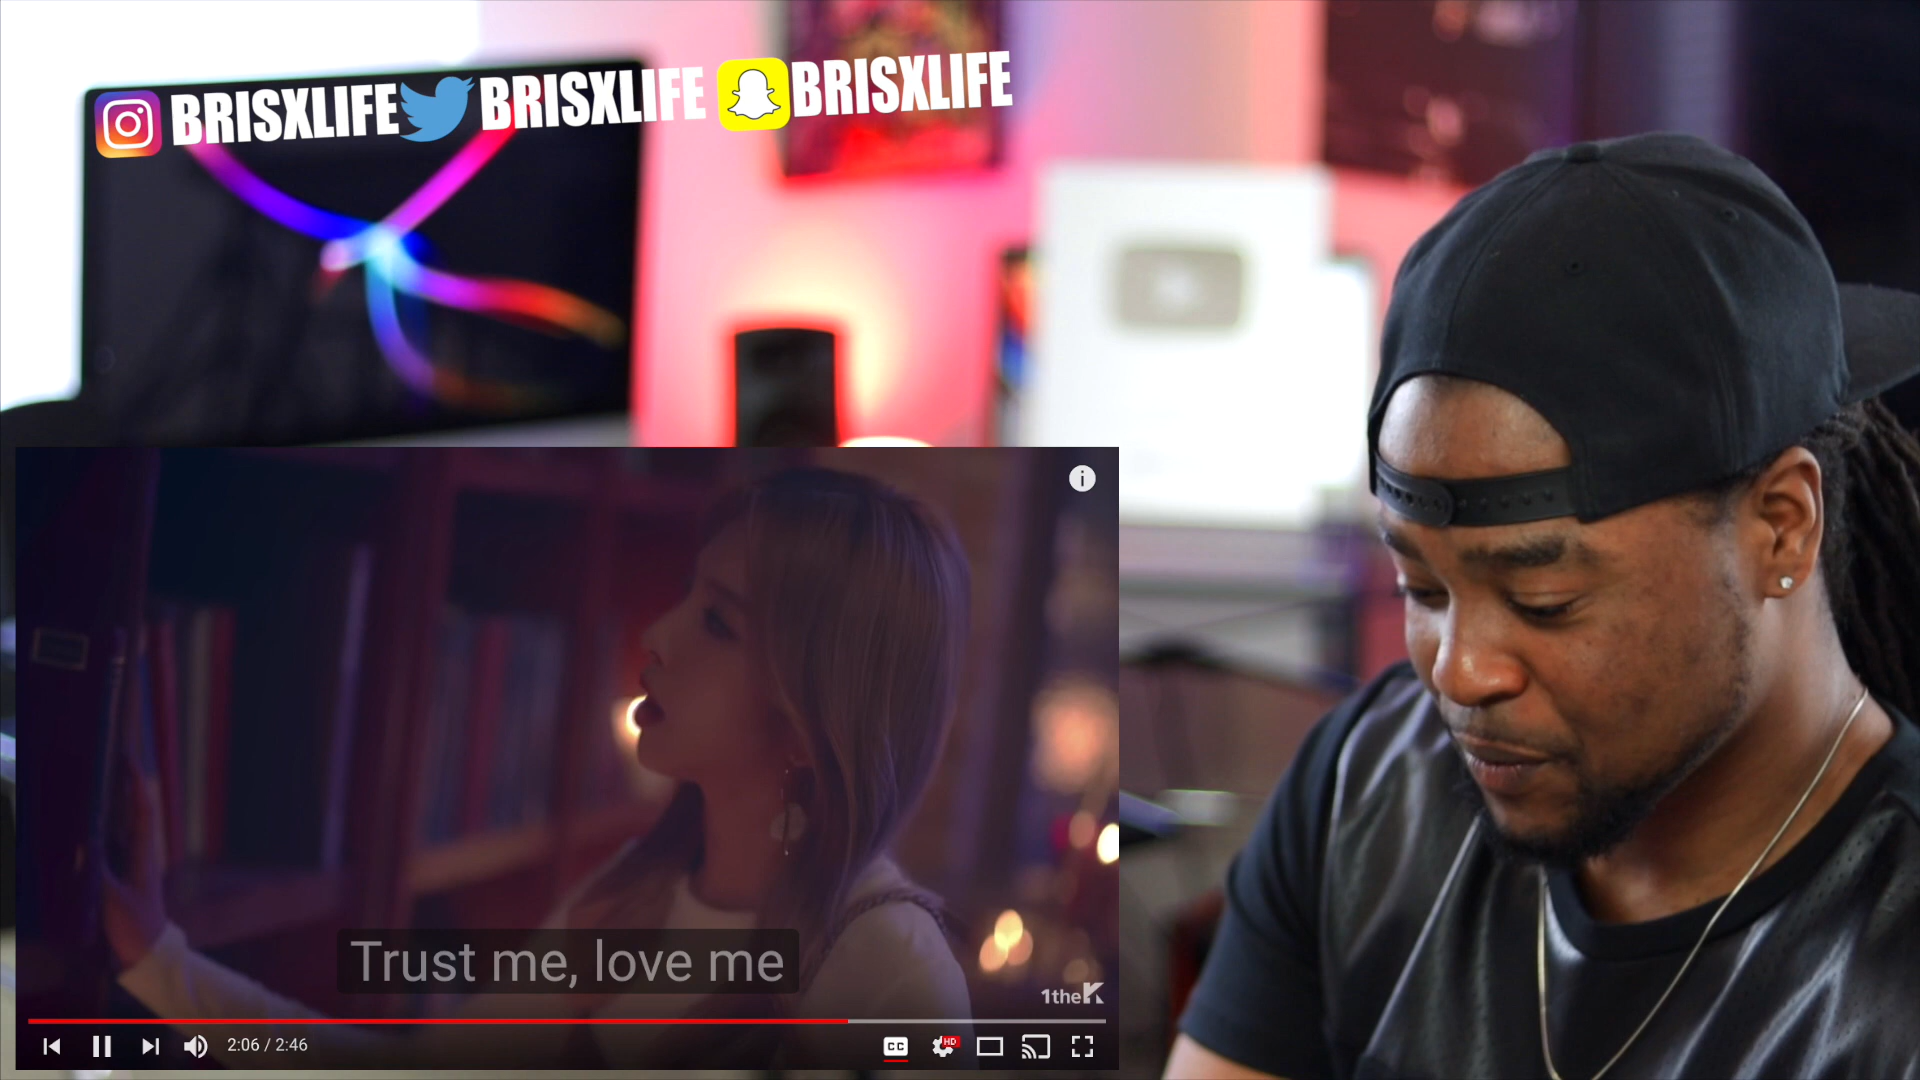 BRISXLIFE BRISXLIFE BRISXLIFE
Trust me, love me
1theK
2:06 / 2:46
CC HD